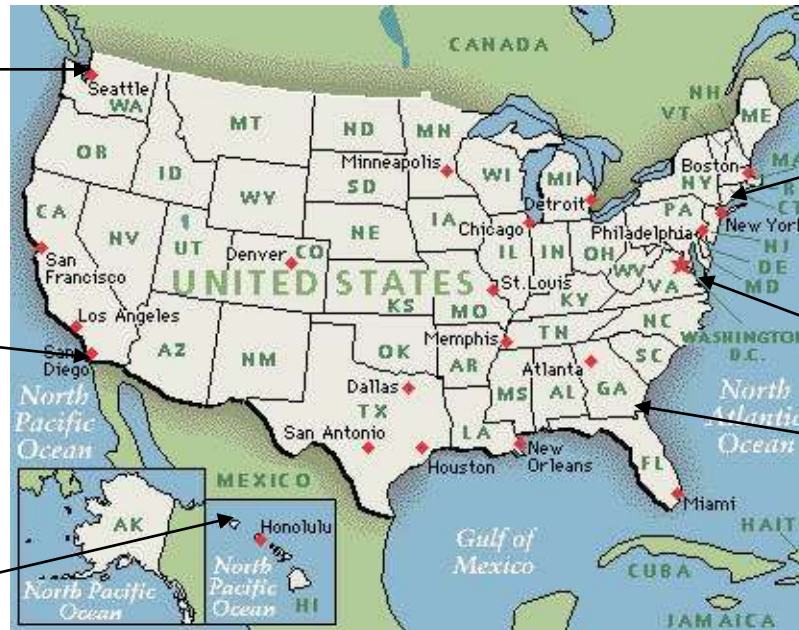 CANADA
NH
VT
ME
Seattle
WA
MT
ND
MN
OR
ID
Minneapolis
WI
MI
Boston
MA
NY
R
CT
SD
WY
Detroit
CA
IA
PA
New York
Chicago
Philadelphia
NV
NE
IL
IN
OH
NJ
UT
Denver
CO
WV
DE
San
Francisco
VA
MD
UNITED STATES
St. Louis
KS
MO
KY
WASHINGTON
D.C.
Los Angeles
NC
TN
Memphis
San
Diego
AZ
NM
OK
AR
SC
Atlanta
North
Pacific
Ocean
Dallas
MS
AL
GA
North
Atlantic
Ocean
TX
San Antonio
LA
Houston
New
Orleans
FL
MEXICO
Miami
AK
Honolulu
Gulf of
Mexico
HAIT
North Pacific
Ocean
North
Pacific
Ocean
HI
CUBA
JAMAICA